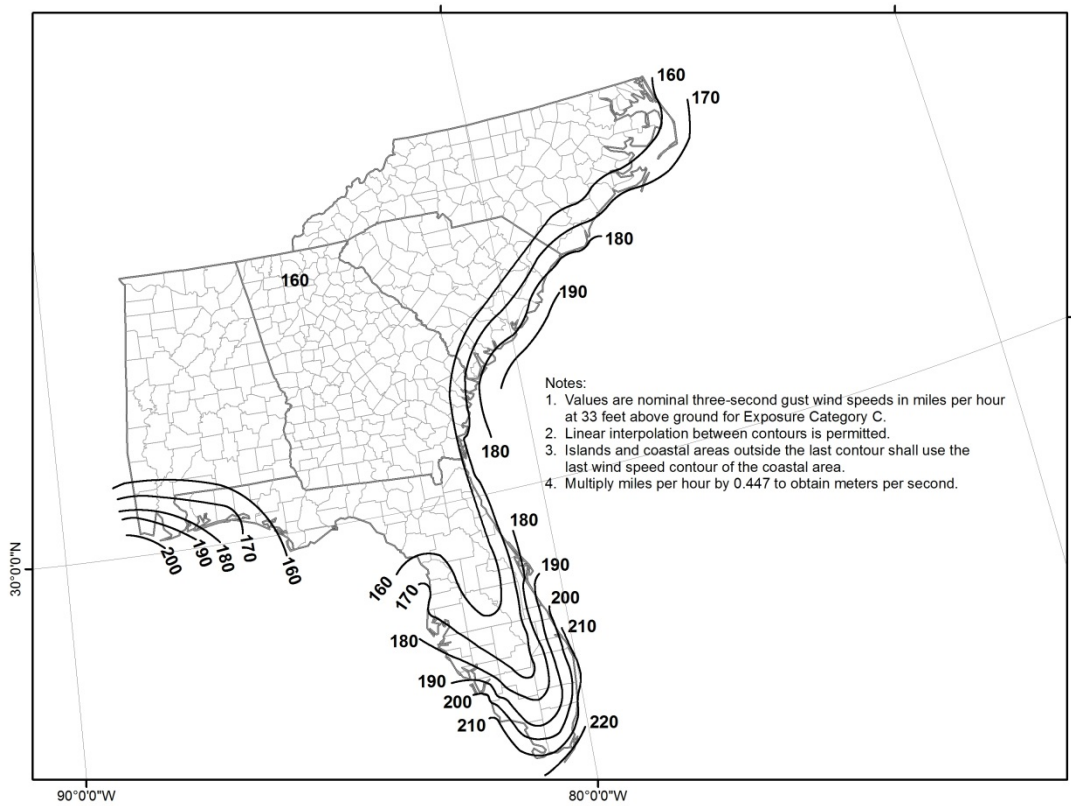 160
170
180
160
190
Notes:
1. Values are nominal three-second gust wind speeds in miles per hour
at 33 feet above ground for Exposure Category C.
2. Linear interpolation between contours is permitted.
3. Islands and coastal areas outside the last contour shall use the
last wind speed contour of the coastal area.
4. Multiply miles per hour by 0.447 to obtain meters per second.
180
180
200
190
180
170
160
30°0'0"N
160
170
190
200
210
180
190
200
210
220
90°0'0"W
80°0'0"W